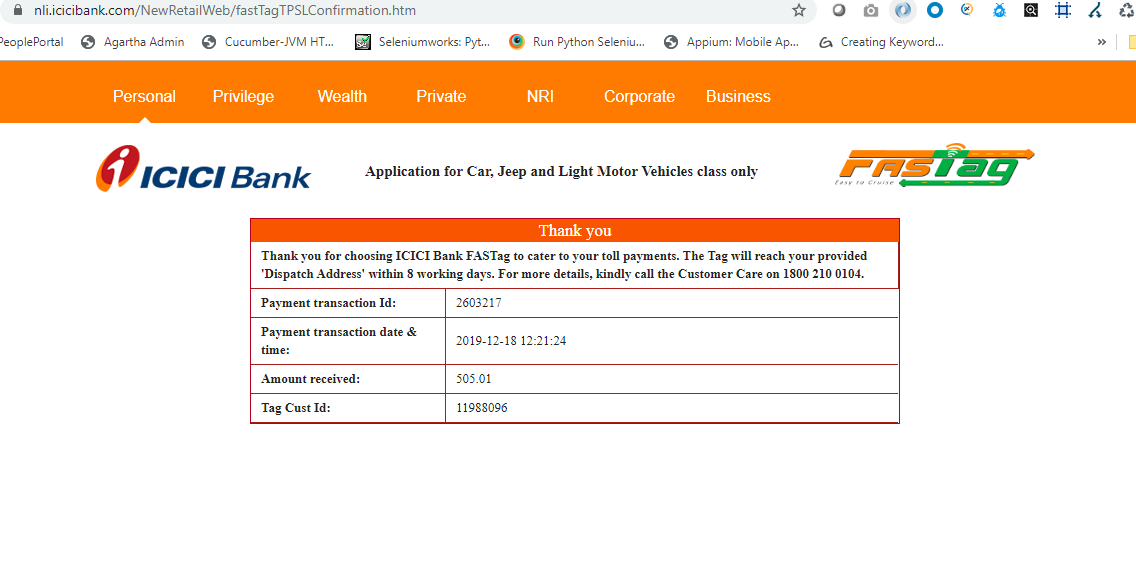 nli.icicibank.com/NewRetailWeb/fastTagTPSLConfirmation.htm
PeoplePortal Agartha Admin Cucumber-JVM HT... Seleniumworks: Pyt... Run Python Seleniu... Appium: Mobile Ap... Creating Keyword... »
Personal Privilege Wealth Private NRI Corporate Business
ICICI Bank
Application for Car, Jeep and Light Motor Vehicles class only
FASTag
Easy to Cruise
Thank you
Thank you for choosing ICICI Bank FASTag to cater to your toll payments. The Tag will reach your provided
'Dispatch Address' within 8 working days. For more details, kindly call the Customer Care on 1800 210 0104.
Payment transaction Id: 2603217
Payment transaction date &
time: 2019-12-18 12:21:24
Amount received: 505.01
Tag Cust Id: 11988096